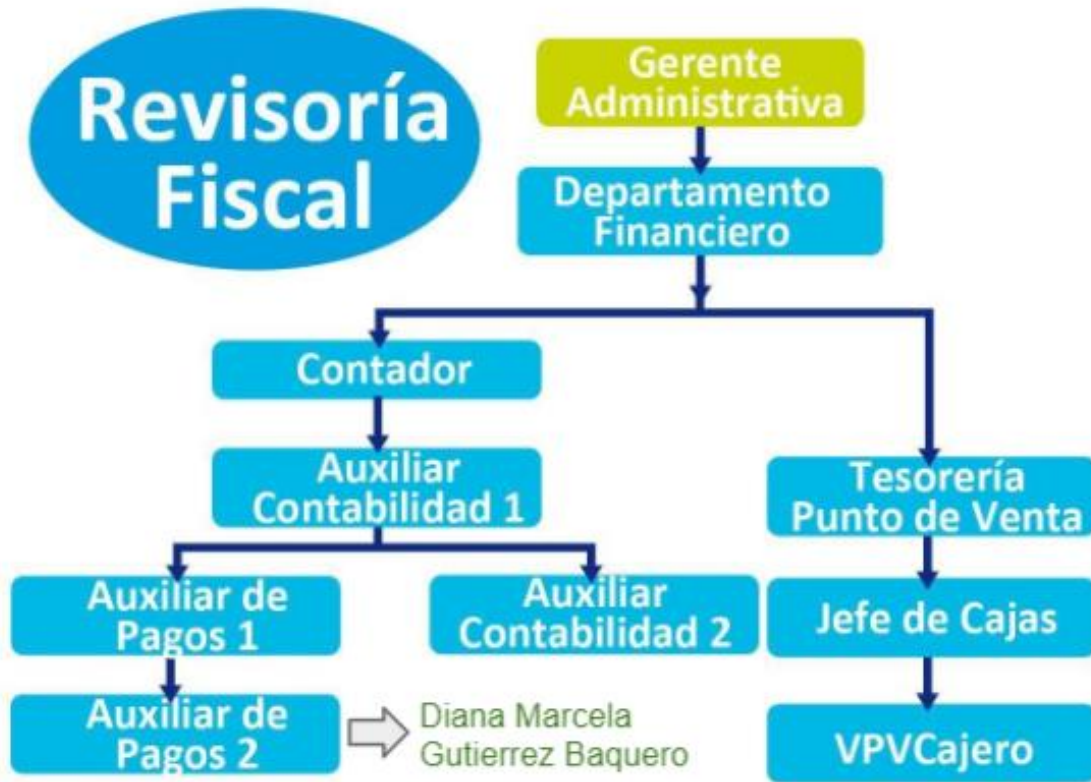 Revisoría
Fiscal
Gerente
Administrativa
Departamento
Financiero
Contador
Auxiliar
Contabilidad 1
Tesorería
Punto de Venta
Auxiliar de
Pagos 1
Auxiliar
Contabilidad 2
Jefe de Cajas
Auxiliar de
Pagos 2
Diana Marcela
Gutierrez Baquero
VPVCajero